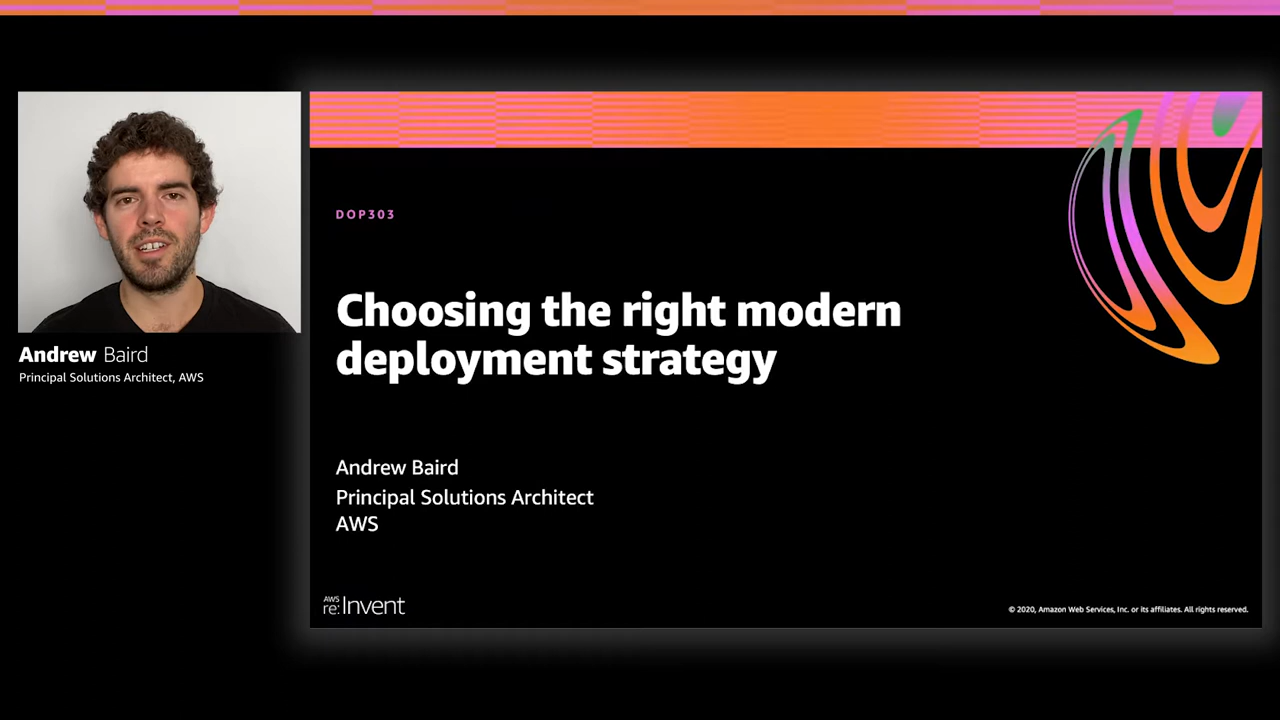 Andrew Baird
Principal Solutions Architect, AWS
DOP303
Choosing the right modern
deployment strategy
Andrew Baird
Principal Solutions Architect
AWS
AWS
re:Invent
© 2020, Amazon Web Services, Inc. or its affiliates. All rights reserved.